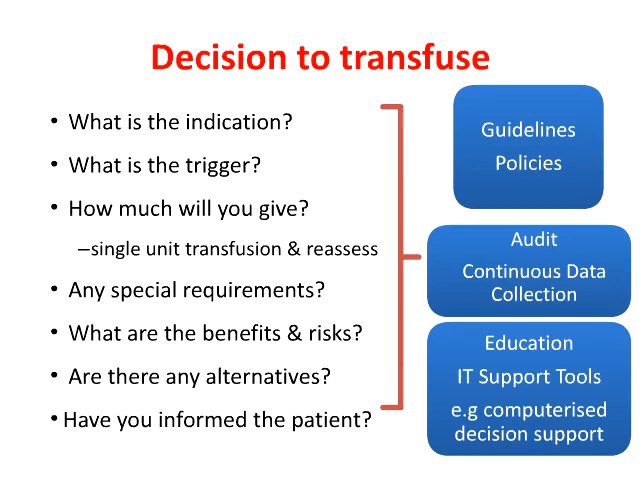 Decision to transfuse
• What is the indication?
• What is the trigger?
• How much will you give?
–single unit transfusion & reassess
• Any special requirements?
• What are the benefits & risks?
• Are there any alternatives?
• Have you informed the patient?
Guidelines
Policies
Audit
Continuous Data
Collection
Education
IT Support Tools
e.g computerised
decision support